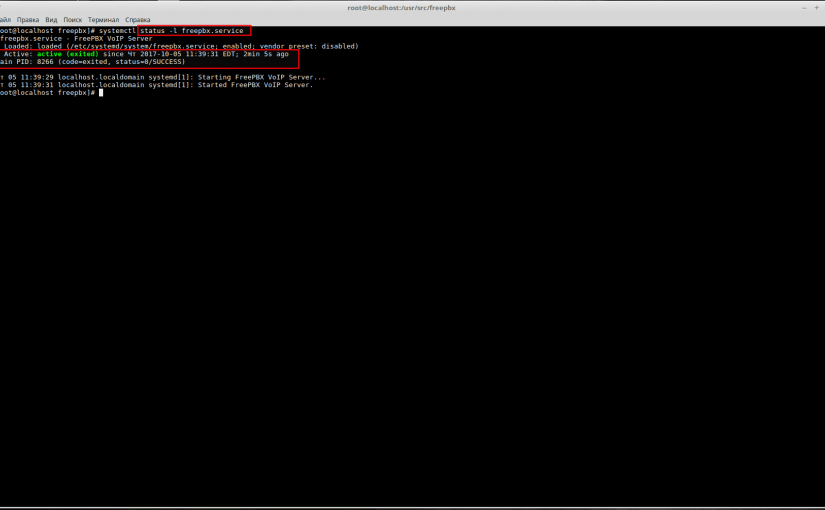 root@localhost:/usr/src/freepbx
айл Правка Вид Поиск Терминал Справка
oot@localhost freepbx]# systemctl status -l freepbx.service
freepbx.service - FreePBX VoIP Server
Loaded: loaded (/etc/systemd/system/freepbx.service; enabled; vendor preset: disabled)
Active: active (exited) since Чт 2017-10-05 11:39:31 EDT; 2min 5s ago
ain PID: 8266 (code=exited, status=0/SUCCESS)
т 05 11:39:29 localhost.localdomain systemd[1]: Starting FreePBX VoIP Server...
т 05 11:39:31 localhost.localdomain systemd[1]: Started FreePBX VoIP Server.
oot@localhost freepbx]#